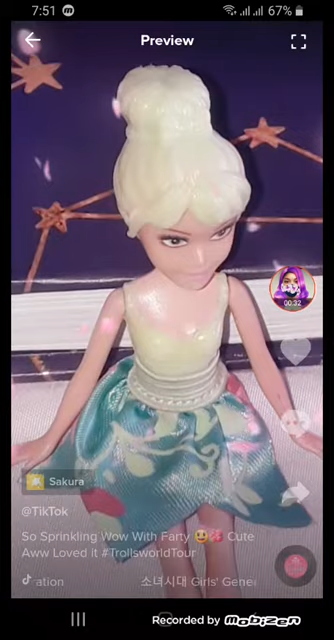 7:51 67%
Preview
00:32
Sakura
@TikTok
So Sprinkling Wow With Farty 😃🌺 Cute
Aww Loved it #TrollsworldTour
ation 소녀시대 Girls' Gene
Recorded by mobizen